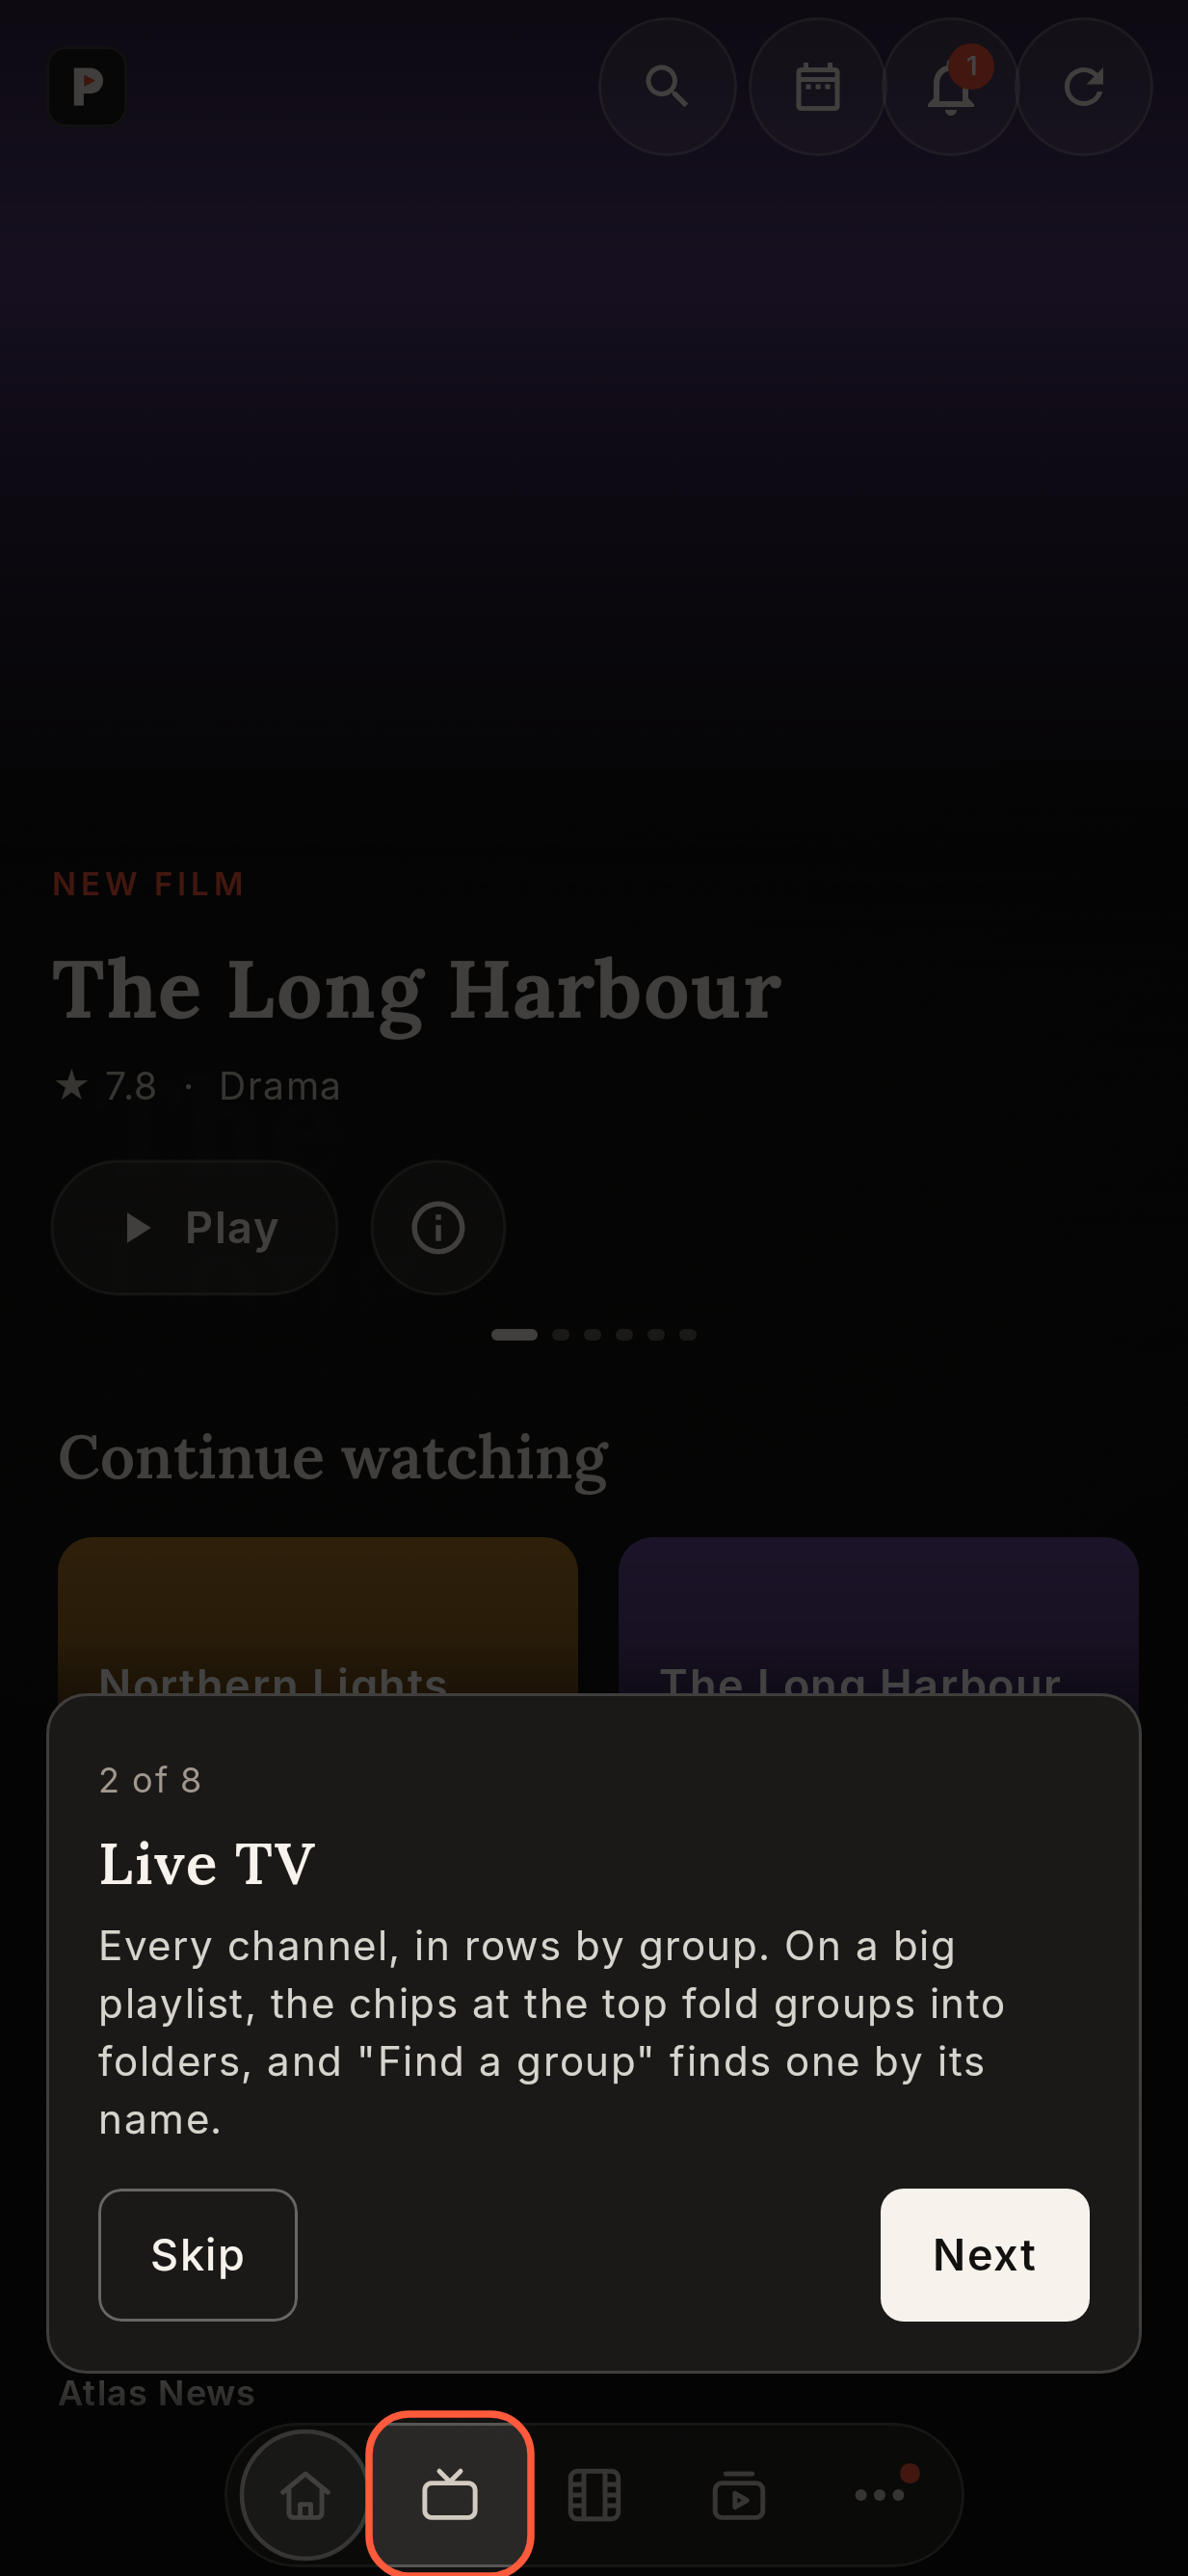 P
1
NEW FILM
The Long Harbour
★ 7.8 · Drama
Play
Continue watching
Northern Lights
The Long Harbour
2 of 8
Live TV
Every channel, in rows by group. On a big
playlist, the chips at the top fold groups into
folders, and "Find a group" finds one by its
name.
Skip
Next
Atlas News